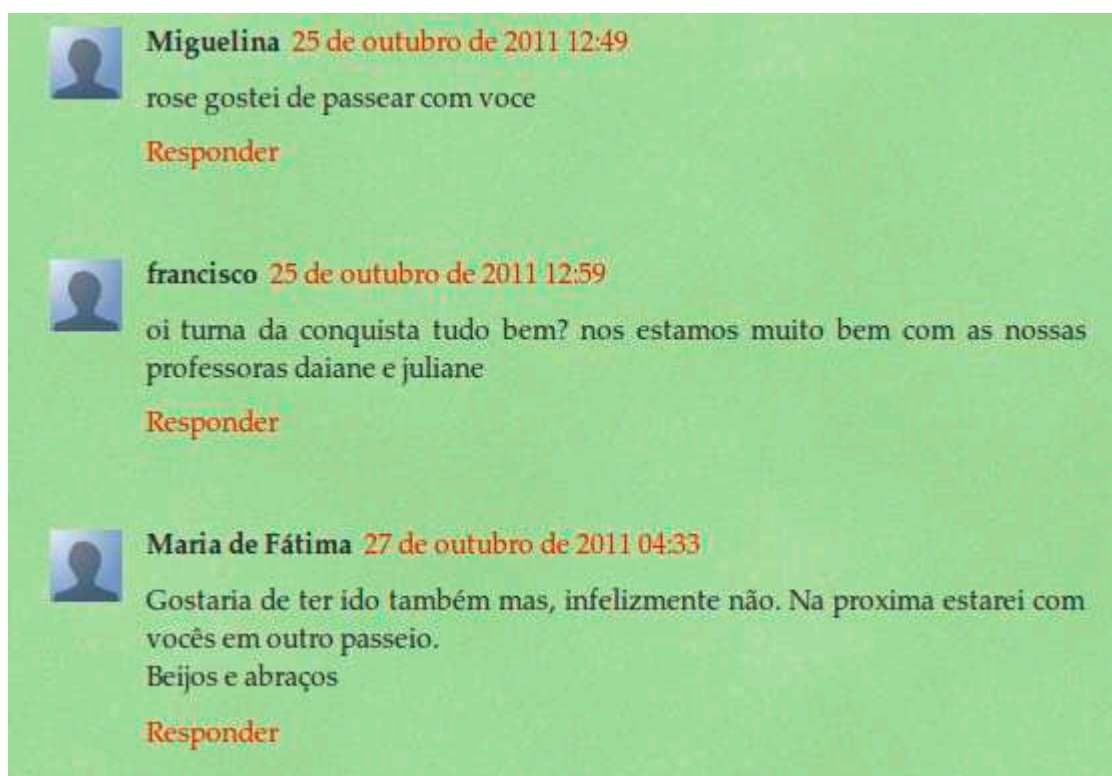 Miguelina 25 de outubro de 2011 12:49
rose gostei de passear com voce
Responder
francisco 25 de outubro de 2011 12:59
oi turma da conquista tudo bem? nos estamos muito bem com as nossas
professoras daiane e juliane
Responder
Maria de Fátima 27 de outubro de 2011 04:33
Gostaria de ter ido também mas, infelizmente não. Na proxima estarei com
vocês em outro passeio.
Beijos e abraços
Responder